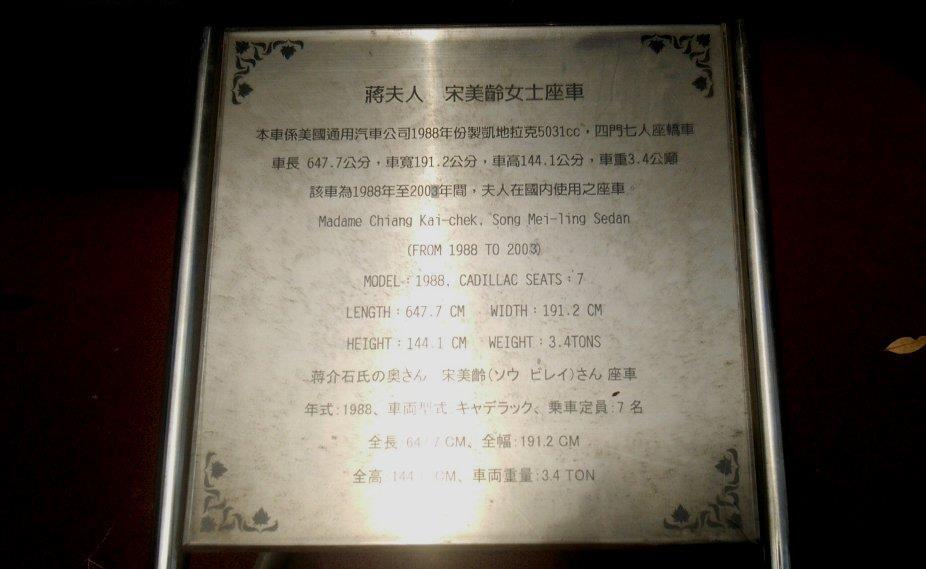 蔣夫人　宋美齡女士座車
本車係美國通用汽車公司1988年份製凱地拉克5031cc，四門七人座轎車
車長 647.7公分，車寬191.2公分，車高144.1公分，車重3.4公噸
該車為1988年至2003年間，夫人在國內使用之座車。
Madame Chiang Kai-chek, Song Mei-ling Sedan
(FROM 1988 TO 2003)
MODEL：1988, CADILLAC SEATS：7
LENGTH：647.7 CM　WIDTH：191.2 CM
HEIGHT：144.1 CM　WEIGHT：3.4TONS
蒋介石氏の奥さん　宋美齢(ソウ ビレイ)さん 座車
年式：1988、車両型式 キャデラック、乗車定員：7 名
全長 647.7 CM、全幅：191.2 CM
全高：144. CM、車両重量：3.4 TON